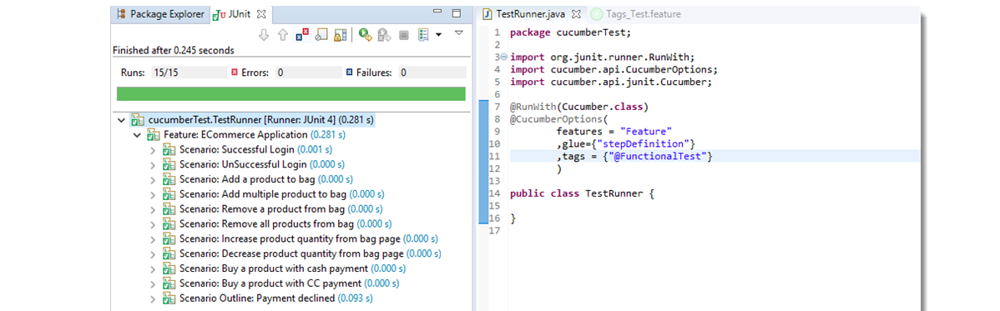 Package Explorer JUnit
Finished after 0.245 seconds
Runs: 15/15 Errors: 0 Failures: 0
cucumberTest.TestRunner [Runner: JUnit 4] (0.281 s)
Feature: ECommerce Application (0.281 s)
Scenario: Successful Login (0.001 s)
Scenario: UnSuccessful Login (0.000 s)
Scenario: Add a product to bag (0.000 s)
Scenario: Add multiple product to bag (0.000 s)
Scenario: Remove a product from bag (0.000 s)
Scenario: Remove all products from bag (0.000 s)
Scenario: Increase product quantity from bag page (0.000 s)
Scenario: Decrease product quantity from bag page (0.000 s)
Scenario: Buy a product with cash payment (0.000 s)
Scenario: Buy a product with CC payment (0.000 s)
Scenario Outline: Payment declined (0.093 s)
TestRunner.java Tags_Test.feature
1 package cucumberTest;
2
3 import org.junit.runner.RunWith;
4 import cucumber.api.CucumberOptions;
5 import cucumber.api.junit.Cucumber;
6
7 @RunWith(Cucumber.class)
8 @CucumberOptions(
9 features = "Feature"
10 ,glue={"stepDefinition"}
11 ,tags = {"@FunctionalTest"}
12 )
13
14 public class TestRunner {
15
16 }
17